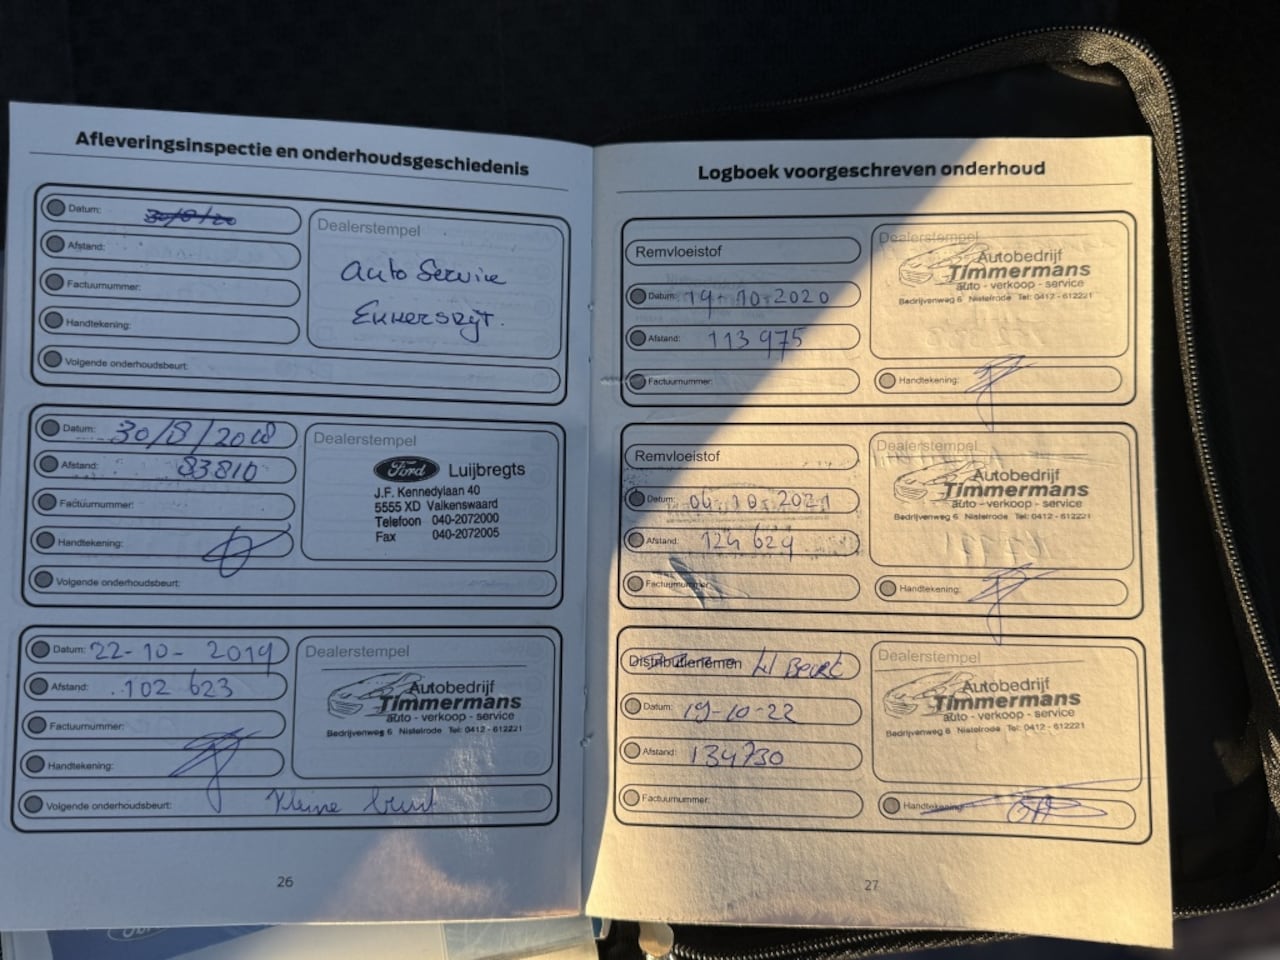 Afleveringsinspectie en onderhoudsgeschiedenis
Datum: 30/8/20
Afstand:
Factuurnummer:
Handtekening:
Volgende onderhoudsbeurt:
Dealerstempel
Auto Service
Ekkersrijt.
Datum: 30/8/2018
Afstand: 83810
Factuurnummer:
Handtekening:
Volgende onderhoudsbeurt:
Dealerstempel
Ford Luijbregts
J.F. Kennedylaan 40
5555 XD Valkenswaard
Telefoon 040-2072000
Fax 040-2072005
Datum: 22-10-2019
Afstand: 102 623
Factuurnummer:
Handtekening:
Volgende onderhoudsbeurt: Kleine beurt
Dealerstempel
Autobedrijf
Timmermans
auto - verkoop - service
Bedrijvenweg 6 Nistelrode Tel: 0412 - 612221
26
Logboek voorgeschreven onderhoud
Remvloeistof
Datum: 19-10-2020
Afstand: 113 975
Factuurnummer:
Dealerstempel
Autobedrijf
Timmermans
auto - verkoop - service
Bedrijvenweg 6 Nistelrode Tel: 0412 - 612221
Handtekening:
Remvloeistof
Datum: 04.10.2021
Afstand: 124 629
Factuurnummer:
Dealerstempel
Autobedrijf
Timmermans
auto - verkoop - service
Bedrijvenweg 6 Nistelrode Tel: 0412 - 612221
Handtekening:
Distributieriemen Beurt
Datum: 19-10-22
Afstand: 134730
Factuurnummer:
Dealerstempel
Autobedrijf
Timmermans
auto - verkoop - service
Bedrijvenweg 6 Nistelrode Tel: 0412 - 612221
Handtekening:
27